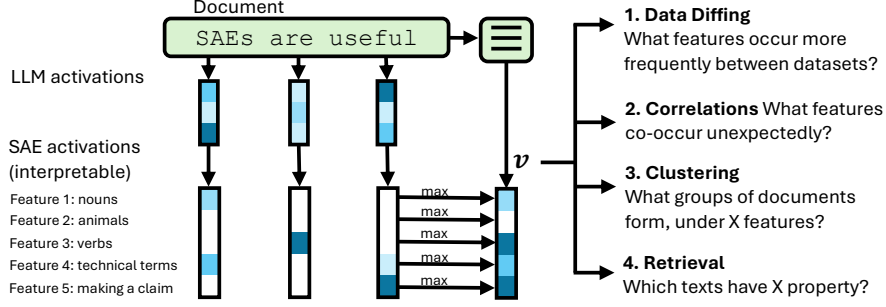 Document
SAEs are useful
LLM activations
SAE activations
(interpretable)
Feature 1: nouns
Feature 2: animals
Feature 3: verbs
Feature 4: technical terms
Feature 5: making a claim
max
max
max
max
max
v
1. Data Diffing
What features occur more
frequently between datasets?
2. Correlations What features
co-occur unexpectedly?
3. Clustering
What groups of documents
form, under X features?
4. Retrieval
Which texts have X property?